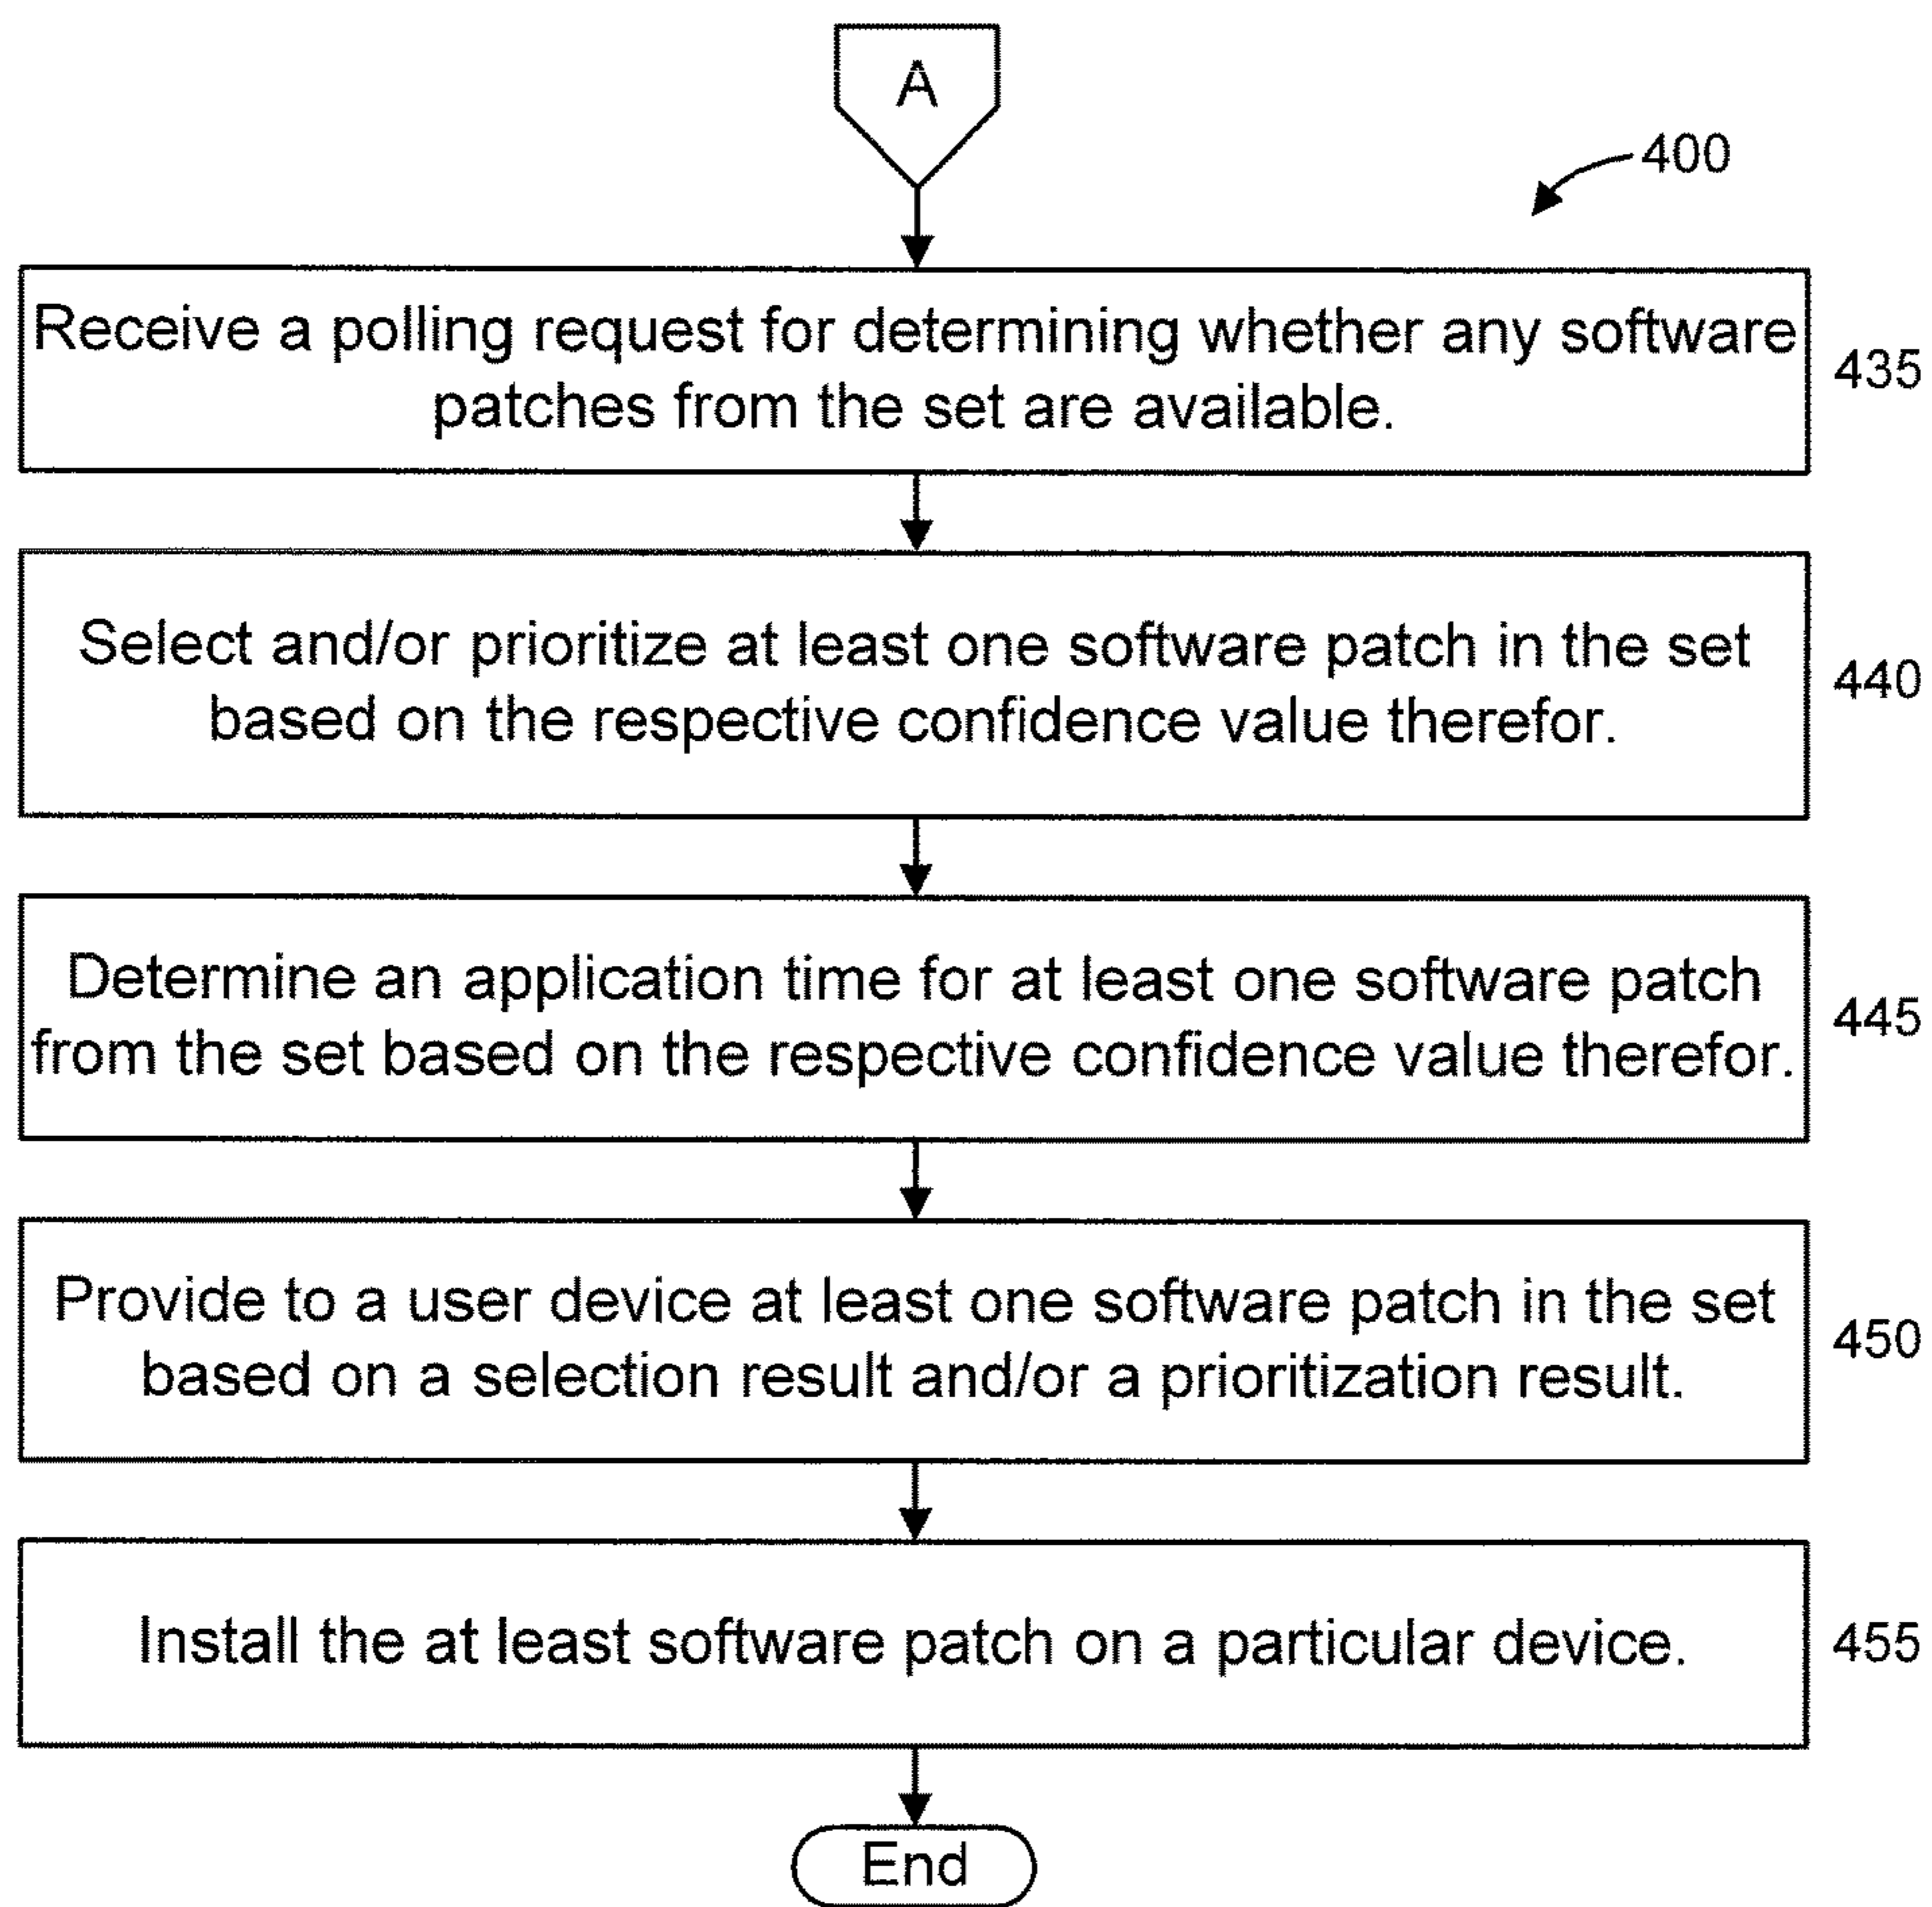 A
400
Receive a polling request for determining whether any software
patches from the set are available.
435
Select and/or prioritize at least one software patch in the set
based on the respective confidence value therefor.
440
Determine an application time for at least one software patch
from the set based on the respective confidence value therefor.
445
Provide to a user device at least one software patch in the set
based on a selection result and/or a prioritization result.
450
Install the at least software patch on a particular device.
455
End